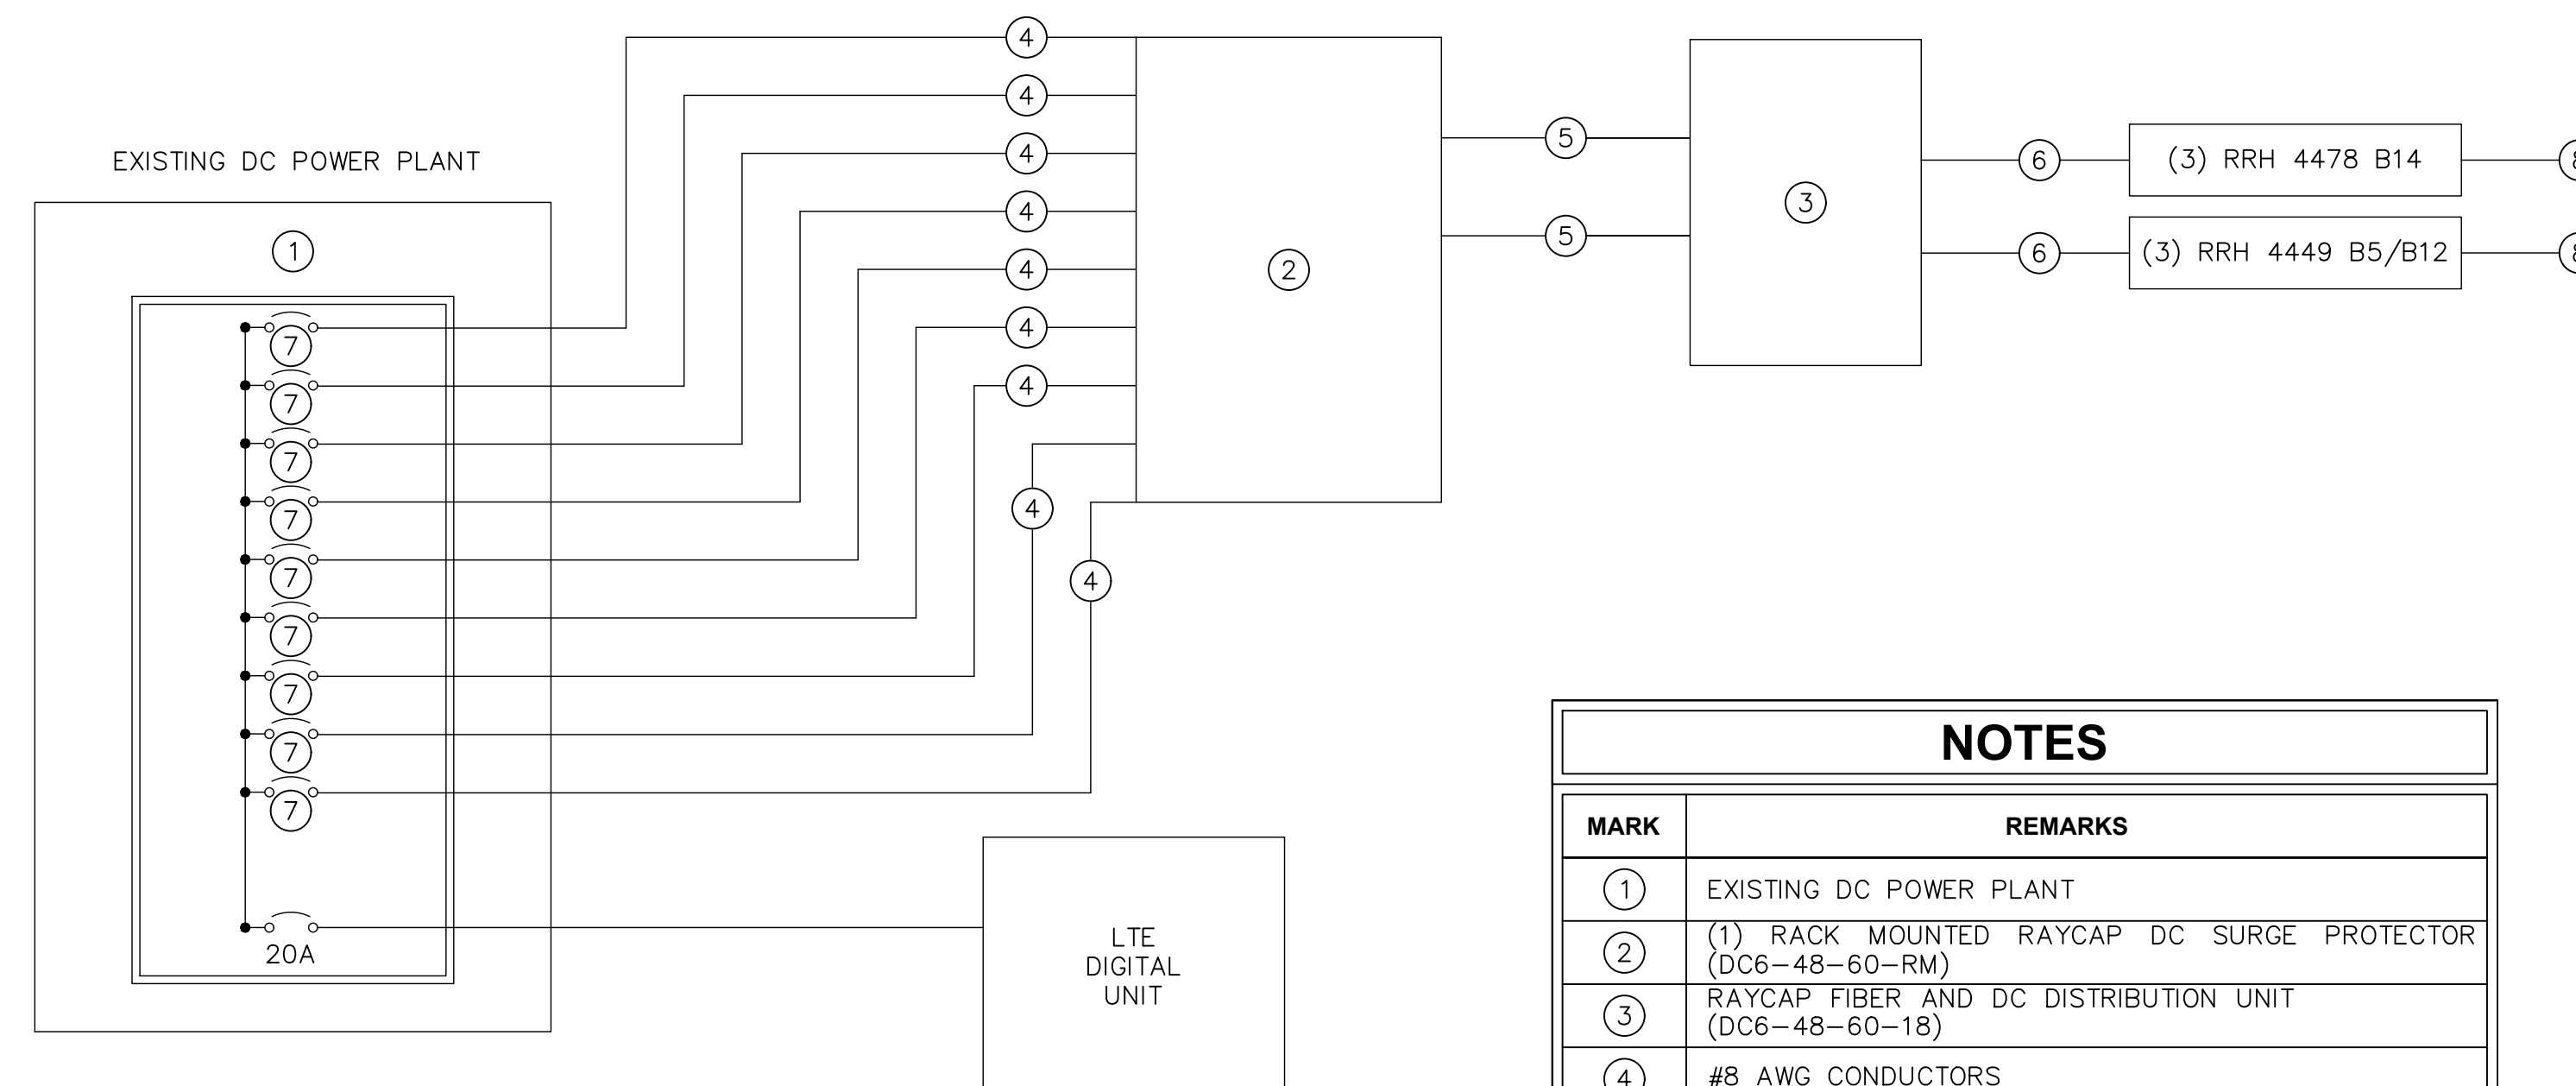 4
4
EXISTING DC POWER PLANT
4
4
4
4
4
4
4
1
7
7
7
7
7
7
7
7
7
20A
2
5
5
3
6
6
(3) RRH 4478 B14
(3) RRH 4449 B5/B12
LTE
DIGITAL
UNIT
NOTES
MARK REMARKS
1 EXISTING DC POWER PLANT
2 (1) RACK MOUNTED RAYCAP DC SURGE PROTECTOR
(DC6-48-60-RM)
3 RAYCAP FIBER AND DC DISTRIBUTION UNIT
(DC6-48-60-18)
4 #8 AWG CONDUCTORS